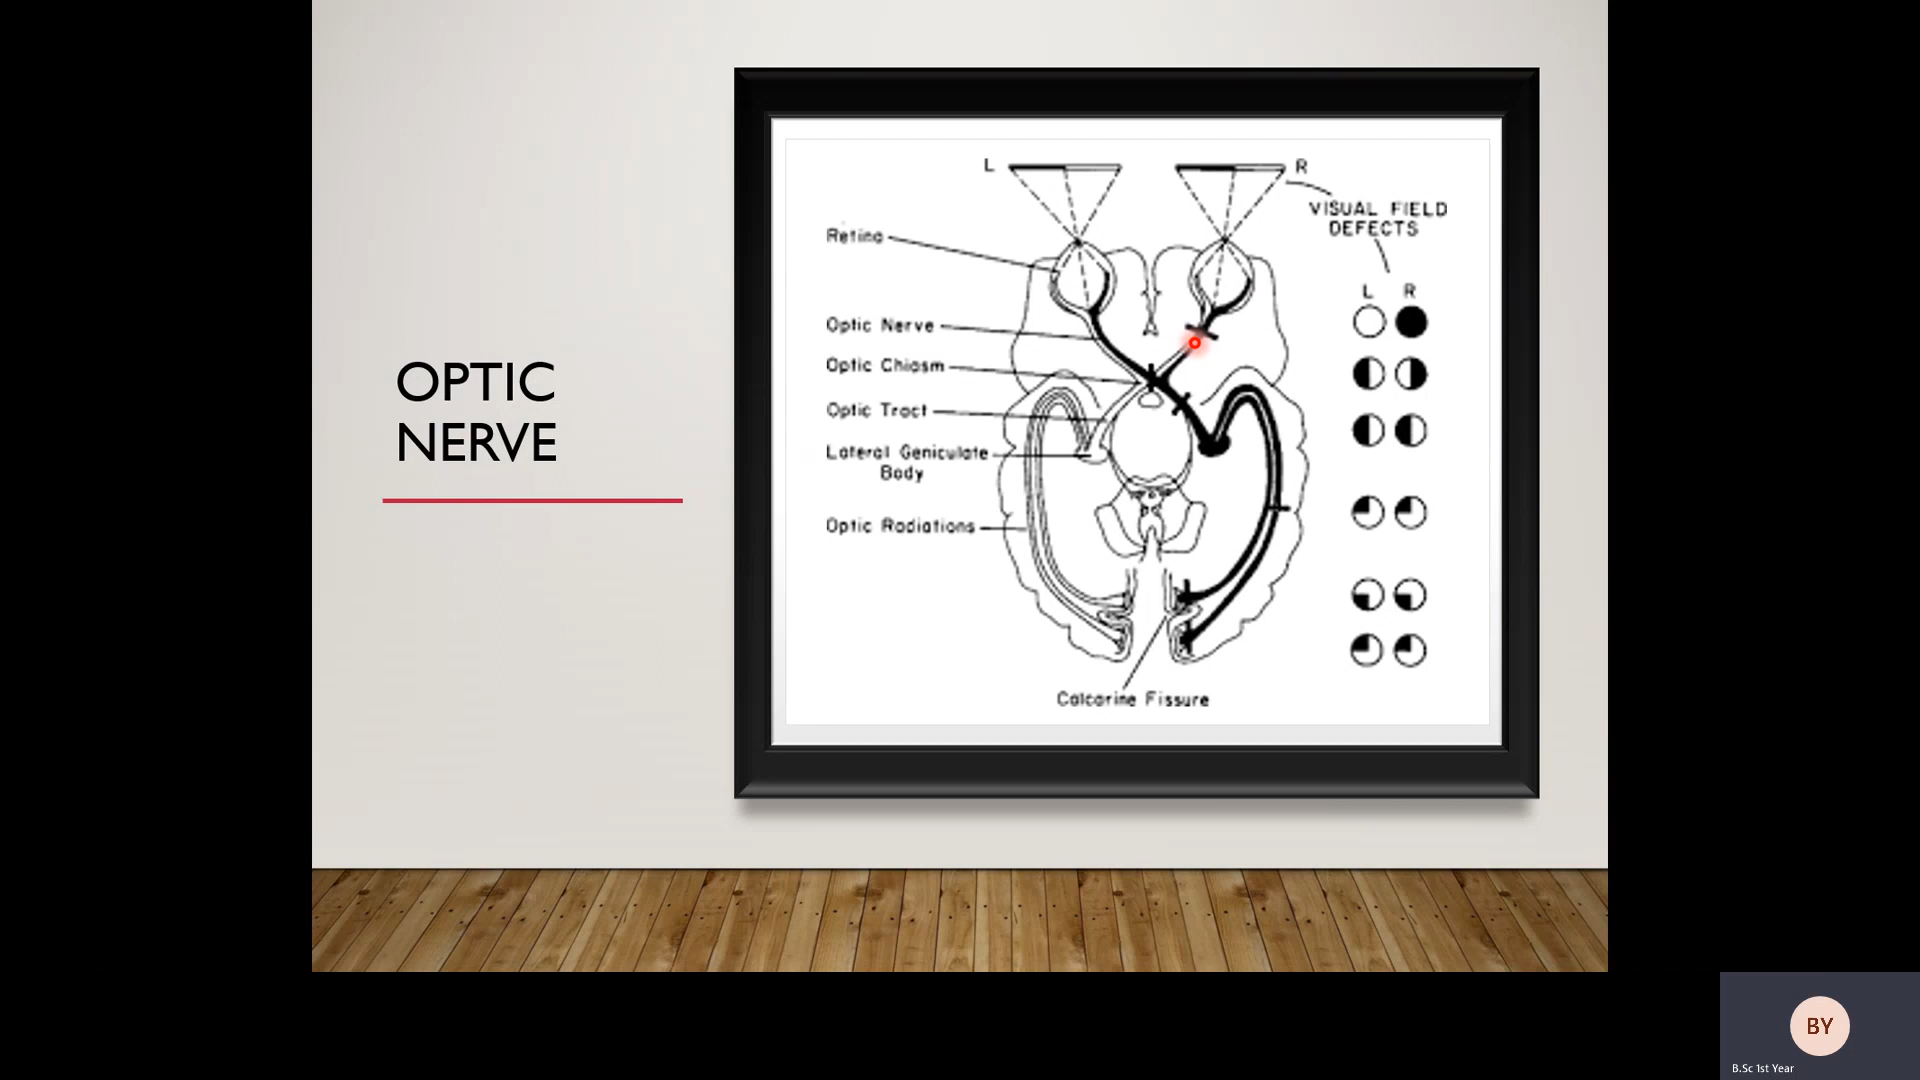 OPTIC
NERVE
L
R
VISUAL FIELD
DEFECTS
L R
Retina
Optic Nerve
Optic Chiasm
Optic Tract
Lateral Geniculate
Body
Optic Radiations
Calcarine Fissure
BY
B.Sc 1st Year